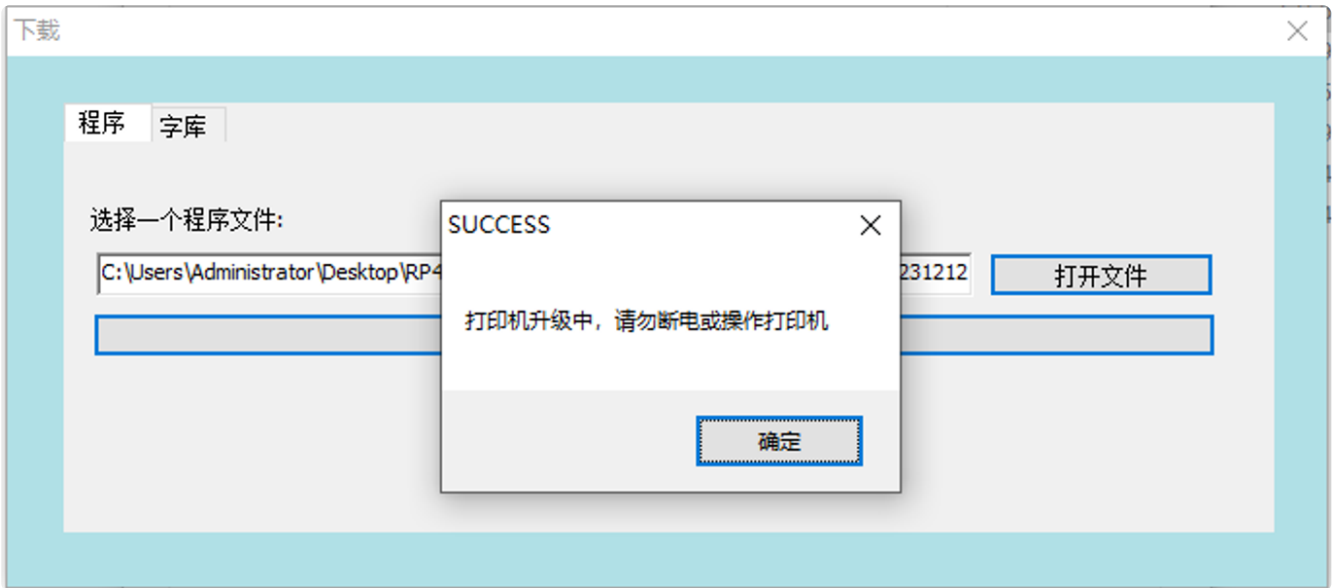 下载
程序
字库
选择一个程序文件:
SUCCESS
C:\Users\Administrator\Desktop\RP4
231212
打开文件
打印机升级中，请勿断电或操作打印机
确定